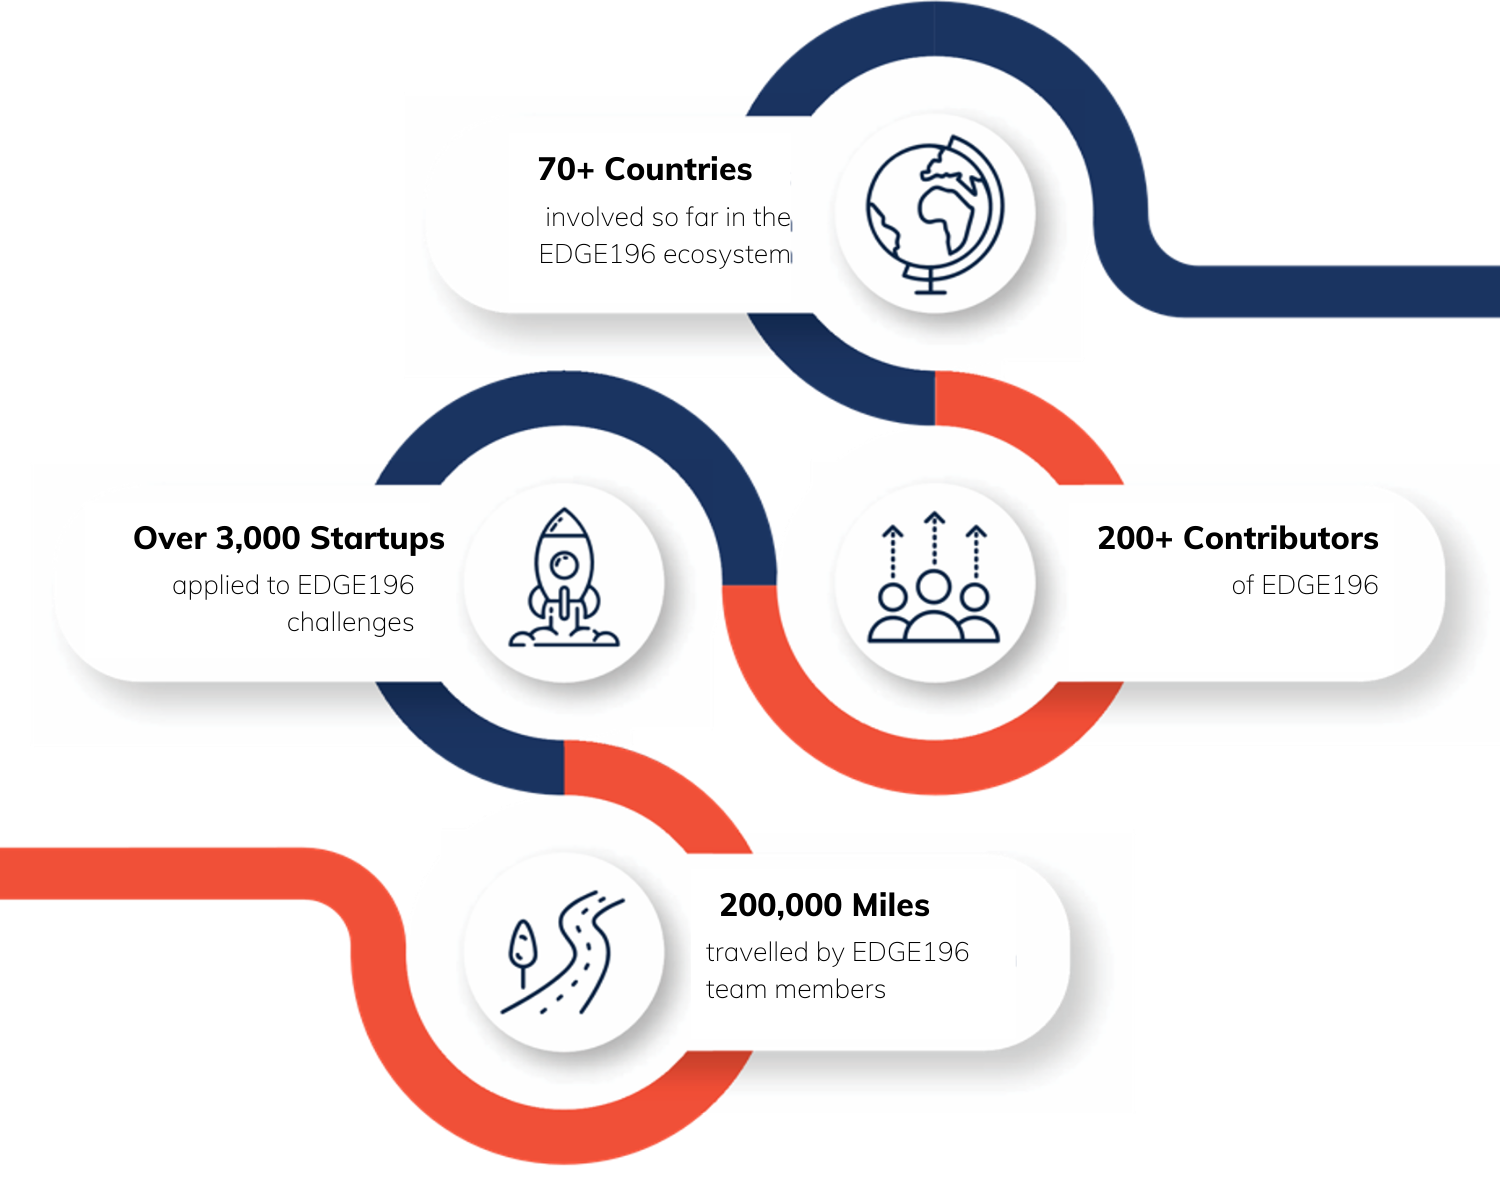 70+ Countries
involved so far in the
EDGE196 ecosystem
Over 3,000 Startups
applied to EDGE196
challenges
200+ Contributors
of EDGE196
200,000 Miles
travelled by EDGE196
team members